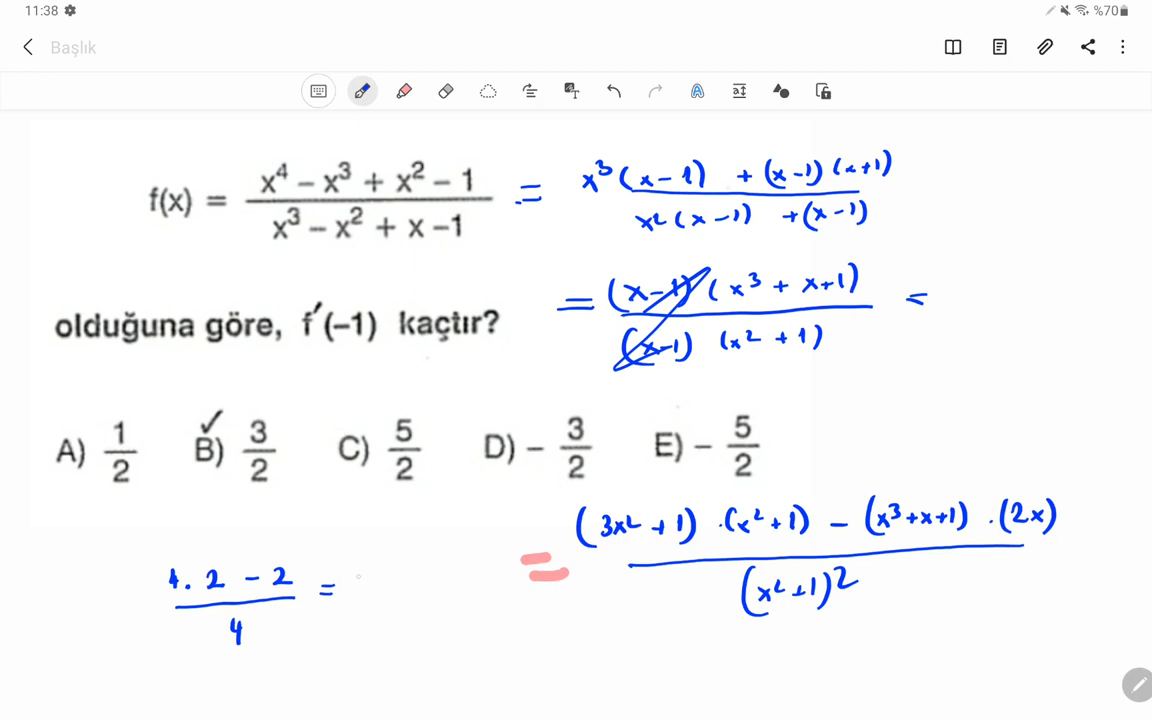 11:38 %70
Başlık
f(x) = (x⁴ − x³ + x² − 1) / (x³ − x² + x − 1) = (x³(x−1) + (x−1)(x+1)) / (x²(x−1) + (x−1))
= ((x−1)(x³ + x+1)) / ((x−1) (x² + 1)) =
olduğuna göre, f′(−1) kaçtır?
A) 1/2 B) 3/2 C) 5/2 D) − 3/2 E) − 5/2
= ((3x² + 1) · (x² + 1) − (x³+x+1) · (2x)) / (x²+1)²
(4. 2 − 2) / 4 =